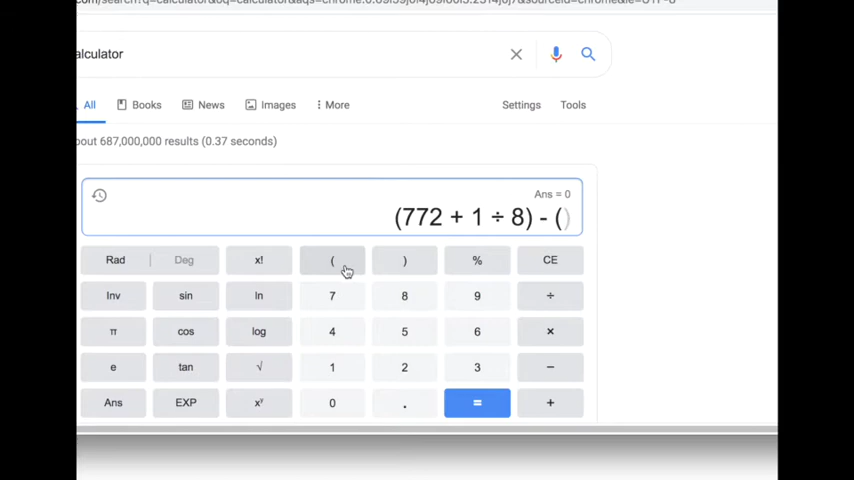 alculator
All Books News Images More Settings Tools
out 687,000,000 results (0.37 seconds)
Ans = 0
(772 + 1 ÷ 8) - ()
Rad | Deg x! ( ) % CE
Inv sin ln 7 8 9 ÷
π cos log 4 5 6 ×
e tan √ 1 2 3 −
Ans EXP xʸ 0 . = +